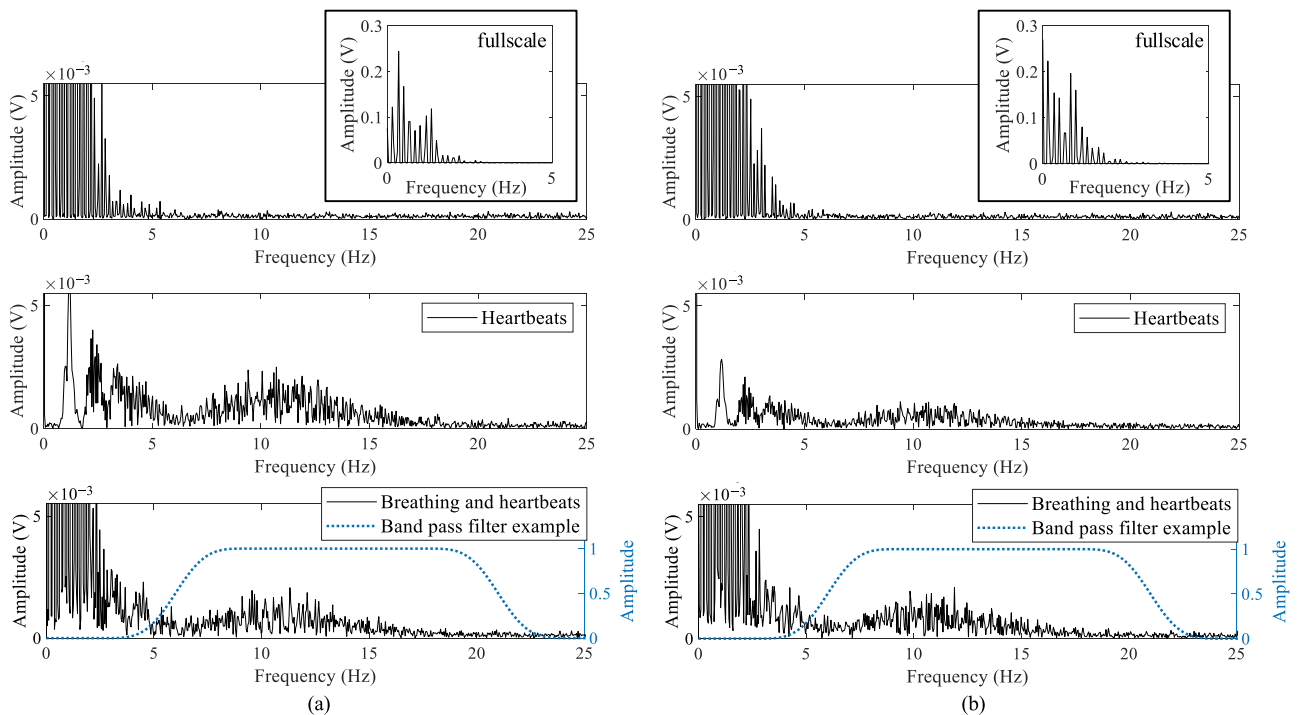 fullscale
Amplitude (V)
0.3
0.2
0.1
0
0
5
Frequency (Hz)
×10⁻³
Amplitude (V)
5
0
0
5
10
15
20
25
Frequency (Hz)
fullscale
Amplitude (V)
0.3
0.2
0.1
0
0
5
Frequency (Hz)
×10⁻³
Amplitude (V)
5
0
0
5
10
15
20
25
Frequency (Hz)
×10⁻³
Amplitude (V)
5
0
Heartbeats
0
5
10
15
20
25
Frequency (Hz)
×10⁻³
Amplitude (V)
5
0
Heartbeats
0
5
10
15
20
25
Frequency (Hz)
×10⁻³
Amplitude (V)
5
0
Breathing and heartbeats
Band pass filter example
1
0.5
0
Amplitude
0
5
10
15
20
25
Frequency (Hz)
(a)
×10⁻³
Amplitude (V)
5
0
Breathing and heartbeats
Band pass filter example
1
0.5
0
Amplitude
0
5
10
15
20
25
Frequency (Hz)
(b)